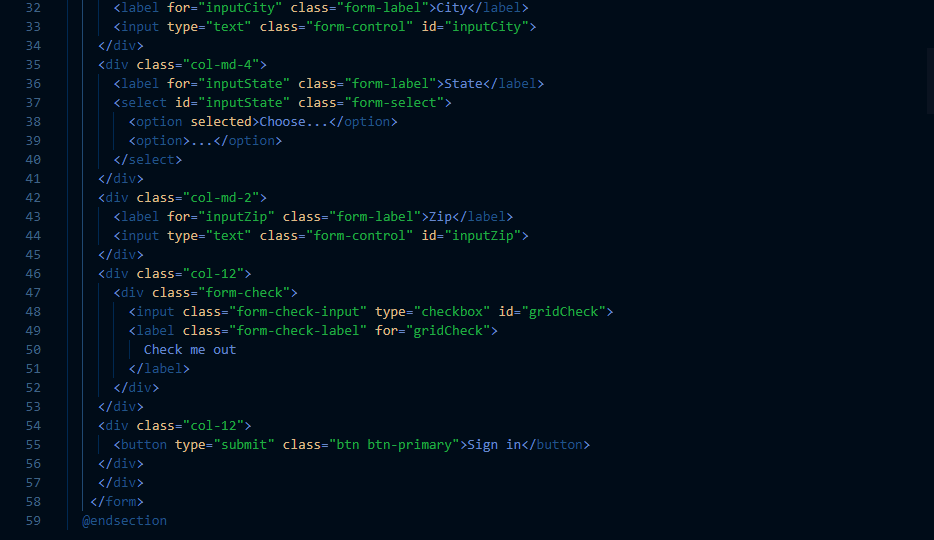 32 <label for="inputCity" class="form-label">City</label>
33 <input type="text" class="form-control" id="inputCity">
34 </div>
35 <div class="col-md-4">
36 <label for="inputState" class="form-label">State</label>
37 <select id="inputState" class="form-select">
38 <option selected>Choose...</option>
39 <option>...</option>
40 </select>
41 </div>
42 <div class="col-md-2">
43 <label for="inputZip" class="form-label">Zip</label>
44 <input type="text" class="form-control" id="inputZip">
45 </div>
46 <div class="col-12">
47 <div class="form-check">
48 <input class="form-check-input" type="checkbox" id="gridCheck">
49 <label class="form-check-label" for="gridCheck">
50 Check me out
51 </label>
52 </div>
53 </div>
54 <div class="col-12">
55 <button type="submit" class="btn btn-primary">Sign in</button>
56 </div>
57 </div>
58 </form>
59 @endsection